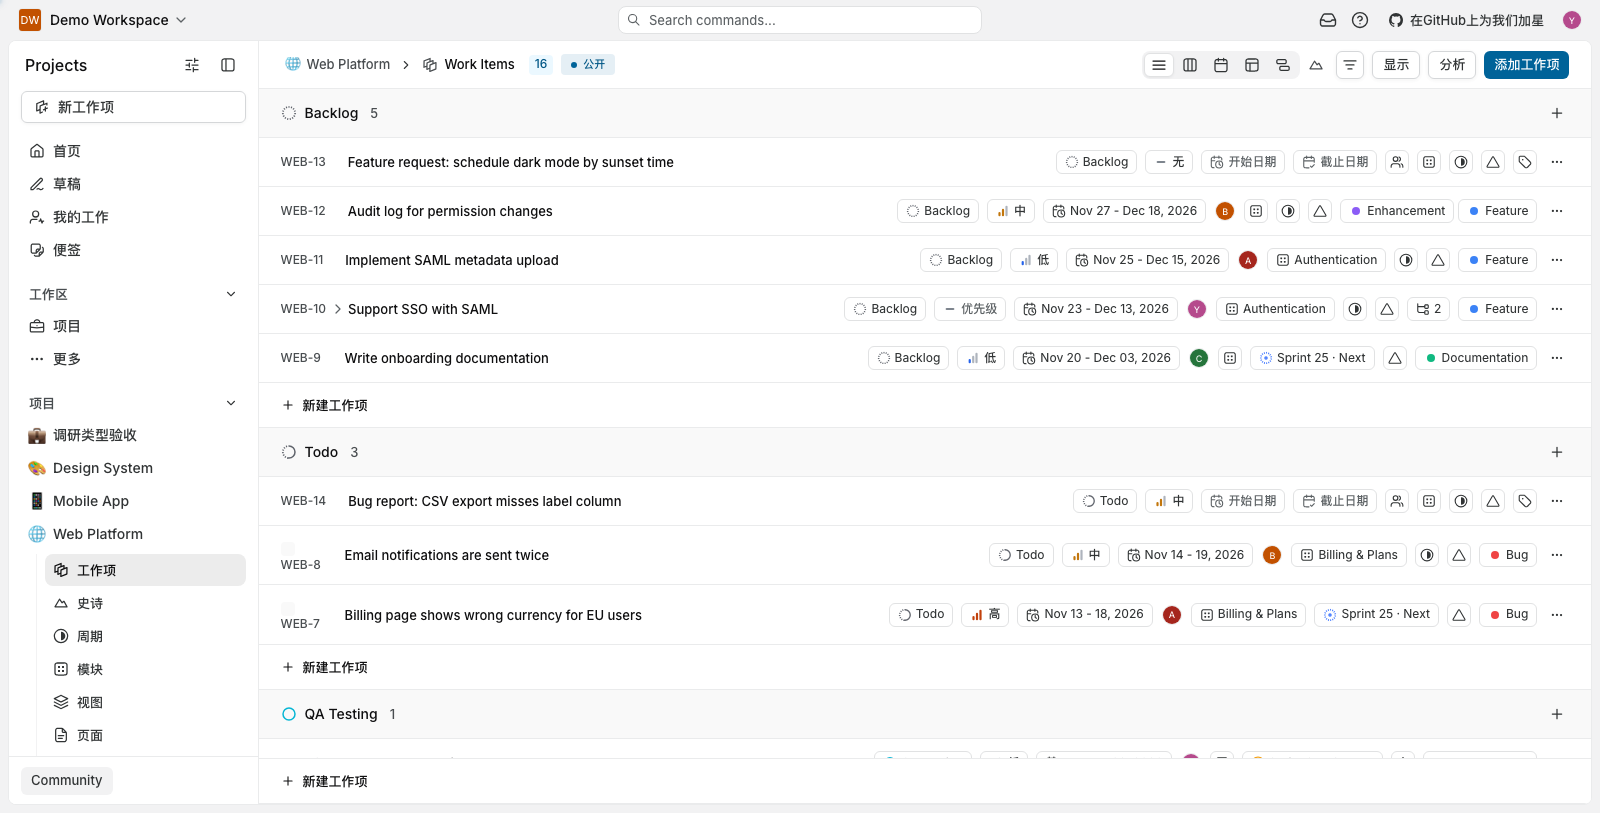 DW Demo Workspace
Search commands...
在GitHub上为我们加星
Y
Projects
新工作项
首页
草稿
我的工作
便签
工作区
项目
更多
项目
调研类型验收
Design System
Mobile App
Web Platform
工作项
史诗
周期
模块
视图
页面
Community
Web Platform
Work Items 16 公开
显示 分析 添加工作项
Backlog 5
WEB-13 Feature request: schedule dark mode by sunset time Backlog 无 开始日期 截止日期
WEB-12 Audit log for permission changes Backlog 中 Nov 27 - Dec 18, 2026 B Enhancement Feature
WEB-11 Implement SAML metadata upload Backlog 低 Nov 25 - Dec 15, 2026 A Authentication Feature
WEB-10 Support SSO with SAML Backlog 优先级 Nov 23 - Dec 13, 2026 Y Authentication 2 Feature
WEB-9 Write onboarding documentation Backlog 低 Nov 20 - Dec 03, 2026 C Sprint 25 · Next Documentation
新建工作项
Todo 3
WEB-14 Bug report: CSV export misses label column Todo 中 开始日期 截止日期
WEB-8 Email notifications are sent twice Todo 中 Nov 14 - 19, 2026 B Billing & Plans Bug
WEB-7 Billing page shows wrong currency for EU users Todo 高 Nov 13 - 18, 2026 A Billing & Plans Sprint 25 · Next Bug
新建工作项
QA Testing 1
新建工作项